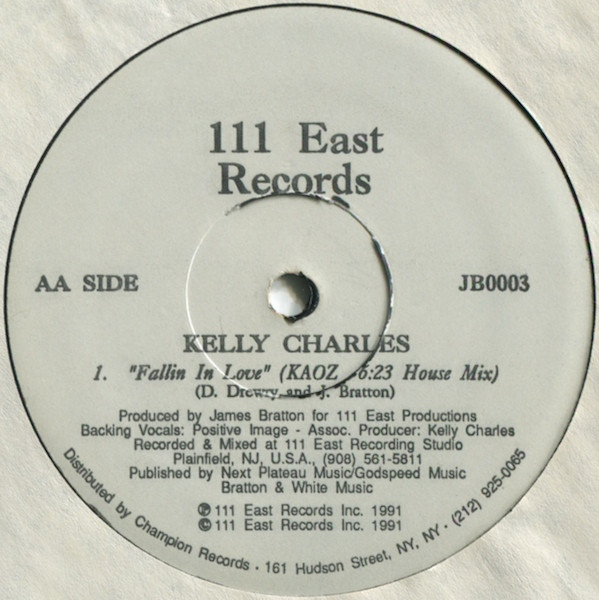 111 East
Records
AA SIDE
JB0003
KELLY CHARLES
1. "Fallin In Love" (KAOZ 6:23 House Mix)
(D. Drewry and J. Bratton)
Produced by James Bratton for 111 East Productions
Backing Vocals: Positive Image - Assoc. Producer: Kelly Charles
Recorded & Mixed at 111 East Recording Studio
Plainfield, NJ, U.S.A., (908) 561-5811
Published by Next Plateau Music/Godspeed Music
Bratton & White Music
℗ 111 East Records Inc. 1991
© 111 East Records Inc. 1991
Distributed by Champion Records · 161 Hudson Street, NY, NY · (212) 925-0065